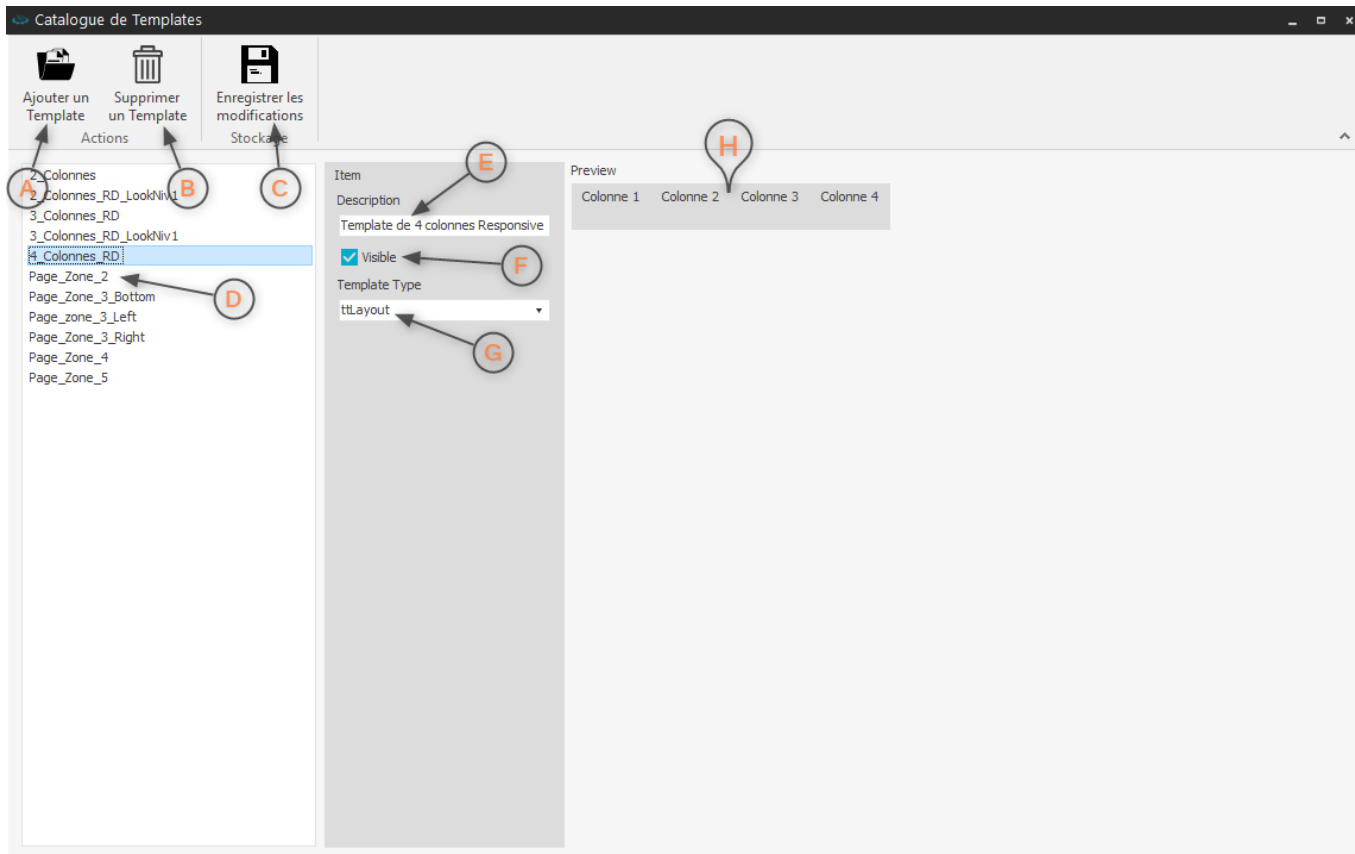 Catalogue de Templates
Ajouter un Template
Supprimer un Template
Enregistrer les modifications
Actions
Stockage
A
B
C
2_Colonnes
2_Colonnes_RD_LookNiv1
3_Colonnes_RD
3_Colonnes_RD_LookNiv1
4_Colonnes_RD
Page_Zone_2
Page_Zone_3_Bottom
Page_zone_3_Left
Page_Zone_3_Right
Page_Zone_4
Page_Zone_5
D
Item
E
Description
Template de 4 colonnes Responsive
Visible
F
Template Type
ttLayout
G
H
Preview
Colonne 1 Colonne 2 Colonne 3 Colonne 4